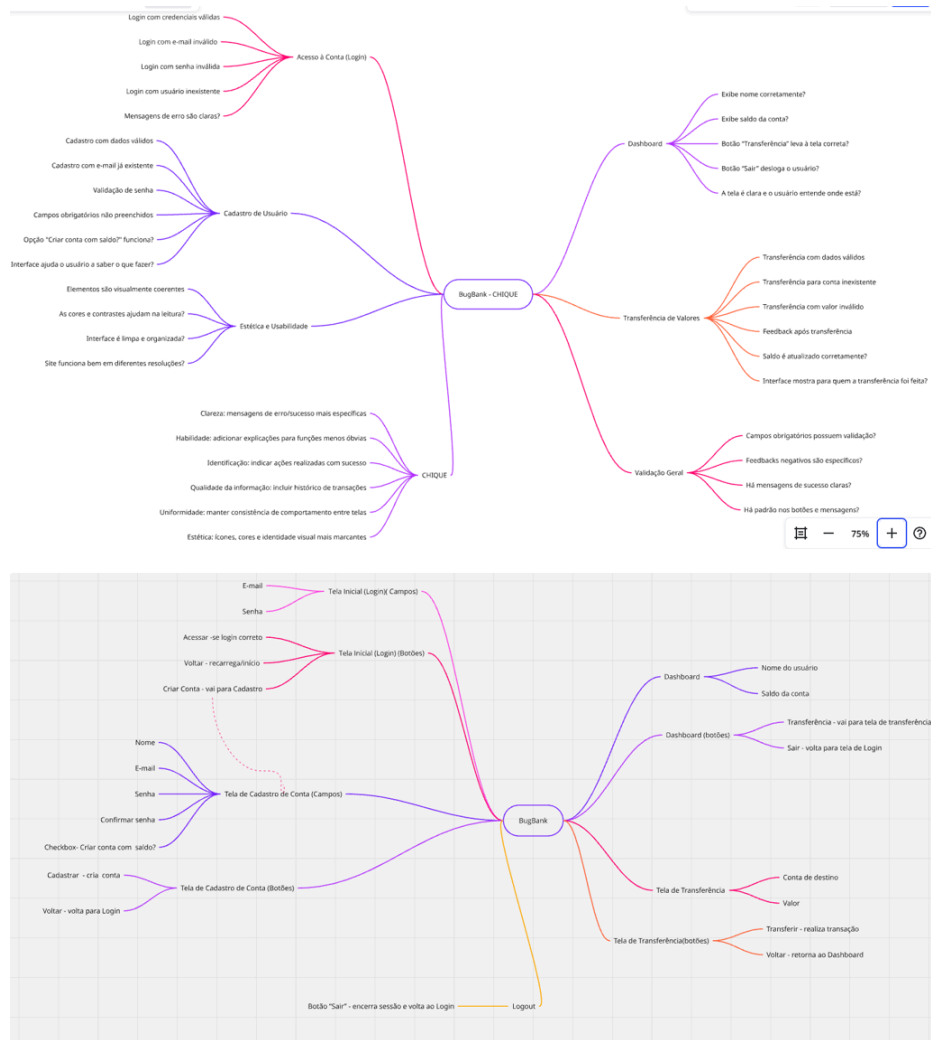 Login com credenciais válidas
Login com e-mail inválido
Login com senha inválida
Login com usuário inexistente
Mensagens de erro são claras?
Acesso à Conta (Login)
Cadastro com dados válidos
Cadastro com e-mail já existente
Validação de senha
Campos obrigatórios não preenchidos
Opção "Criar conta com saldo?" funciona?
Interface ajuda o usuário a saber o que fazer?
Cadastro de Usuário
Elementos são visualmente coerentes
As cores e contrastes ajudam na leitura?
Interface é limpa e organizada?
Site funciona bem em diferentes resoluções?
Estética e Usabilidade
Clareza: mensagens de erro/sucesso mais específicas
Habilidade: adicionar explicações para funções menos óbvias
Identificação: indicar ações realizadas com sucesso
Qualidade da informação: incluir histórico de transações
Uniformidade: manter consistência de comportamento entre telas
Estética: ícones, cores e identidade visual mais marcantes
CHIQUE
BugBank - CHIQUE
Dashboard
Exibe nome corretamente?
Exibe saldo da conta?
Botão "Transferência" leva à tela correta?
Botão "Sair" desloga o usuário?
A tela é clara e o usuário entende onde está?
Transferência de Valores
Transferência com dados válidos
Transferência para conta inexistente
Transferência com valor inválido
Feedback após transferência
Saldo é atualizado corretamente?
Interface mostra para quem a transferência foi feita?
Validação Geral
Campos obrigatórios possuem validação?
Feedbacks negativos são específicos?
Há mensagens de sucesso claras?
Há padrão nos botões e mensagens?
75%
E-mail
Senha
Tela Inicial (Login)( Campos)
Acessar -se login correto
Voltar - recarrega/início
Criar Conta - vai para Cadastro
Tela Inicial (Login) (Botões)
Nome
E-mail
Senha
Confirmar senha
Checkbox- Criar conta com saldo?
Tela de Cadastro de Conta (Campos)
Cadastrar - cria conta
Voltar - volta para Login
Tela de Cadastro de Conta (Botões)
Botão "Sair" - encerra sessão e volta ao Login
Logout
BugBank
Dashboard
Nome do usuário
Saldo da conta
Dashboard (botões)
Transferência - vai para tela de transferência
Sair - volta para tela de Login
Tela de Transferência
Conta de destino
Valor
Tela de Transferência(botões)
Transferir - realiza transação
Voltar - retorna ao Dashboard